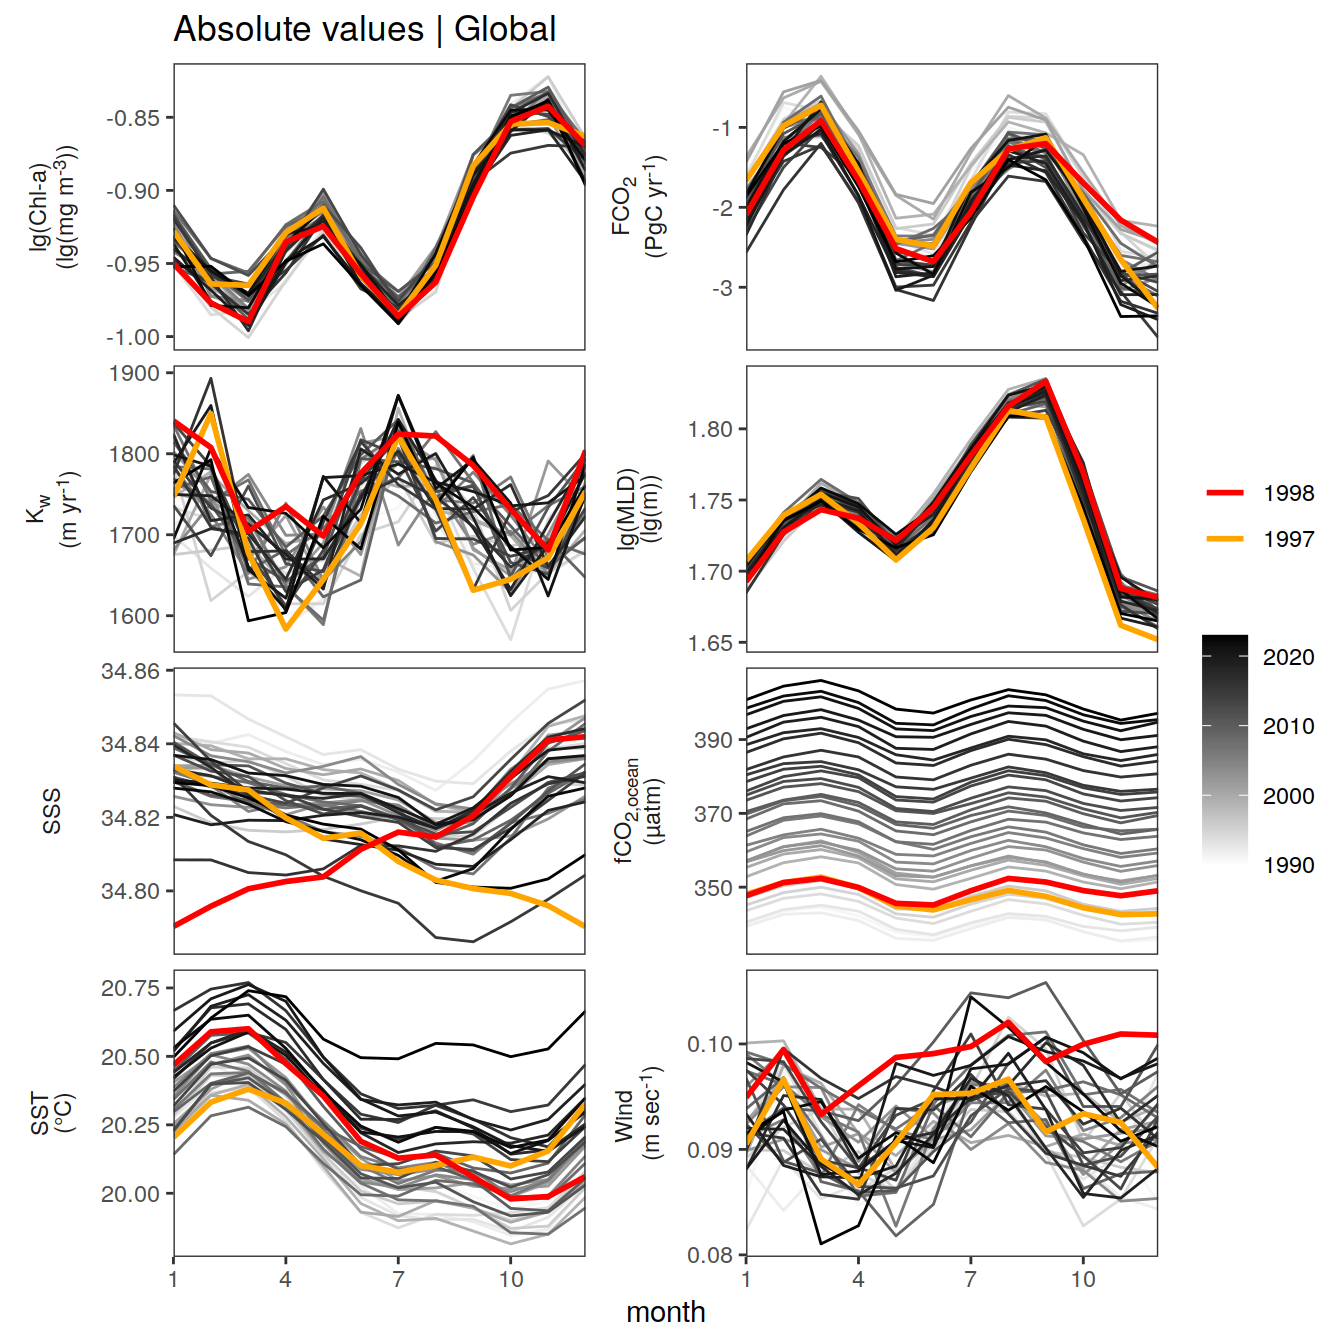 Absolute values | Global
lg(Chl-a)
(lg(mg m⁻³))
-0.85
-0.90
-0.95
-1.00
FCO₂
(PgC yr⁻¹)
-1
-2
-3
K_w
(m yr⁻¹)
1900
1800
1700
1600
lg(MLD)
(lg(m))
1.80
1.75
1.70
1.65
SSS
34.86
34.84
34.82
34.80
fCO₂,ocean
(µatm)
390
370
350
SST
(°C)
20.75
20.50
20.25
20.00
Wind
(m sec⁻¹)
0.10
0.09
0.08
1 4 7 10
1 4 7 10
month
1998
1997
2020
2010
2000
1990